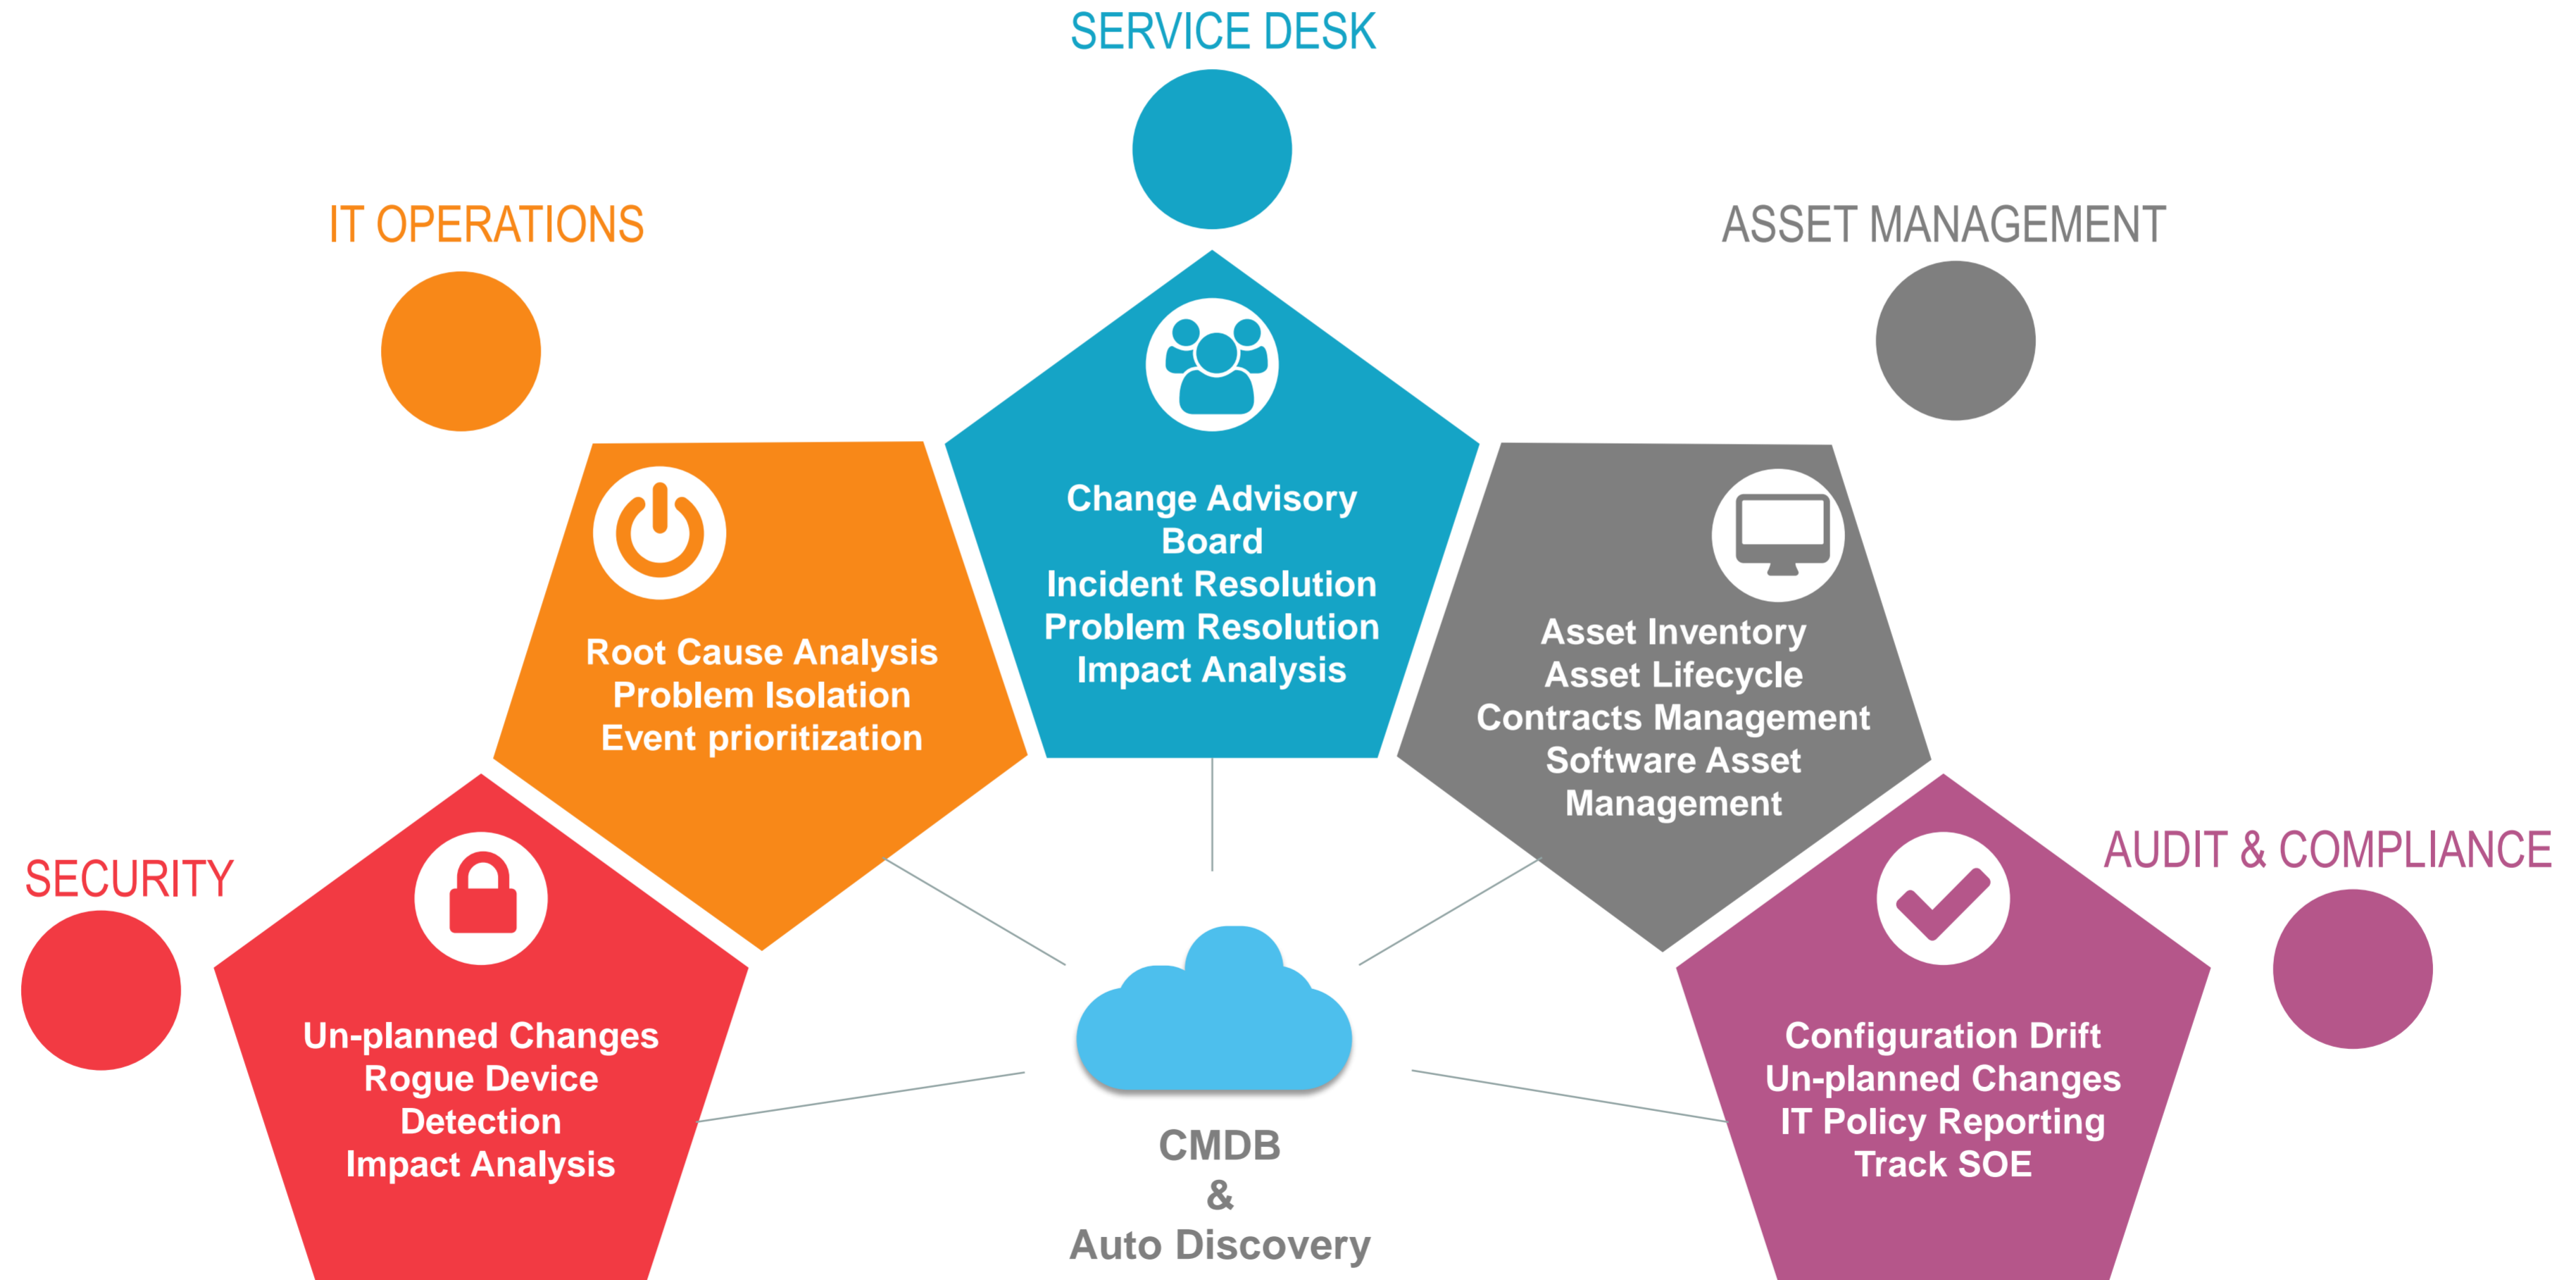 SERVICE DESK
IT OPERATIONS
ASSET MANAGEMENT
Change Advisory
Board
Incident Resolution
Problem Resolution
Impact Analysis
Root Cause Analysis
Problem Isolation
Event prioritization
Asset Inventory
Asset Lifecycle
Contracts Management
Software Asset
Management
SECURITY
AUDIT & COMPLIANCE
Un-planned Changes
Rogue Device
Detection
Impact Analysis
Configuration Drift
Un-planned Changes
IT Policy Reporting
Track SOE
CMDB
&
Auto Discovery